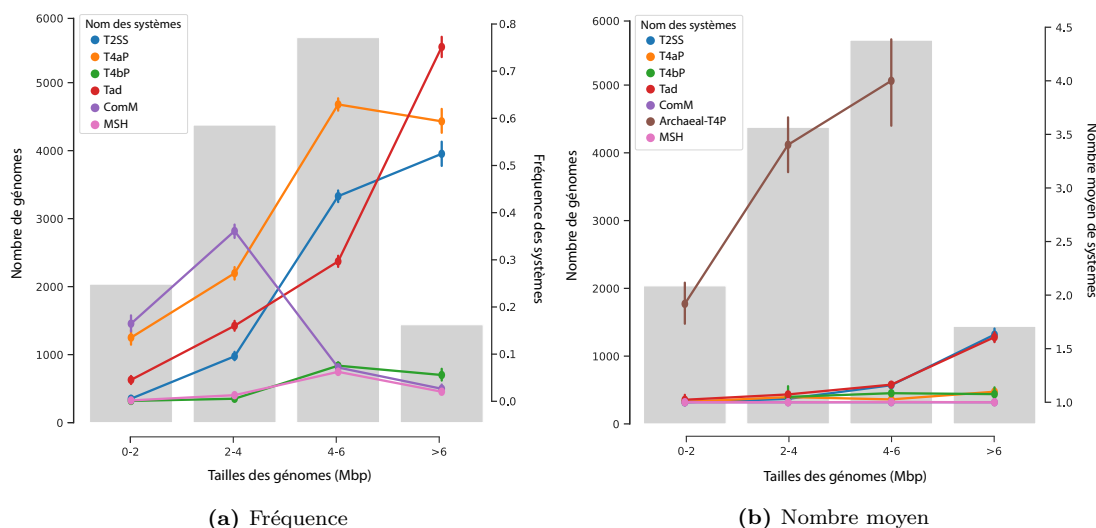 6000
5000
4000
3000
2000
1000
0
Nombre de génomes
Nom des systèmes
T2SS
T4aP
T4bP
Tad
ComM
MSH
0.8
0.7
0.6
0.5
0.4
0.3
0.2
0.1
0.0
Fréquence des systèmes
0-2
2-4
4-6
>6
Tailles des génomes (Mbp)
(a) Fréquence
6000
5000
4000
3000
2000
1000
0
Nombre de génomes
Nom des systèmes
T2SS
T4aP
T4bP
Tad
ComM
Archaeal-T4P
MSH
4.5
4.0
3.5
3.0
2.5
2.0
1.5
1.0
Nombre moyen de systemes
0-2
2-4
4-6
>6
Tailles des génomes (Mbp)
(b) Nombre moyen